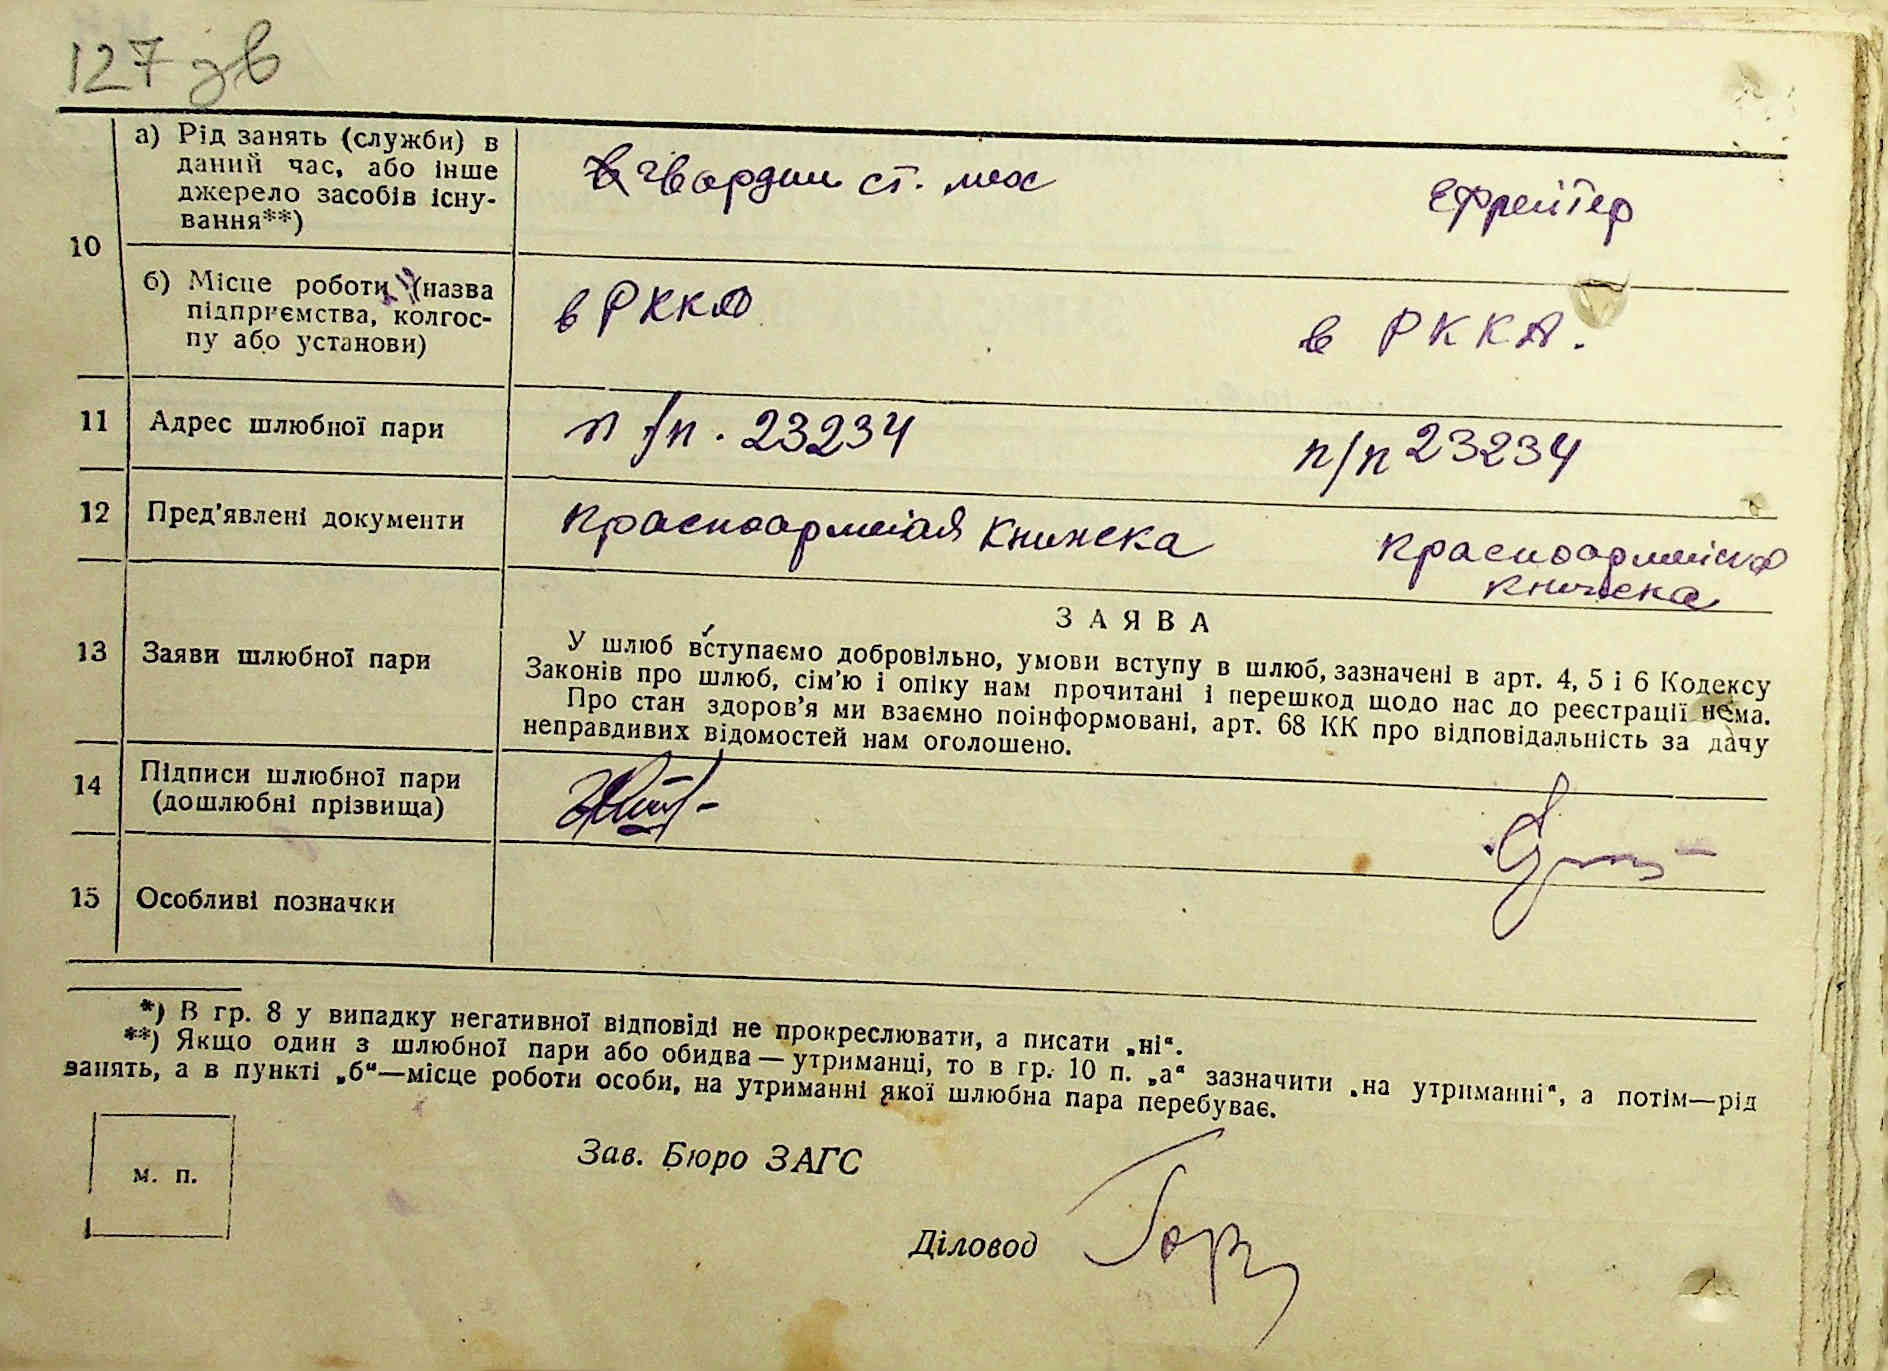 127 зв
10
а) Рід занять (служби) в
даний час, або інше
джерело засобів існу-
вання**)
гвардии ст.
ефрейтер
б) Місце роботи (назва
підприємства, колгос-
пу або установи)
в РККА
в РККА.
11 Адрес шлюбної пари
п/п. 23234
п/п 23234
12 Пред'явлені документи
книжка
книжка
13 Заяви шлюбної пари
ЗАЯВА
У шлюб вступаємо добровільно, умови вступу в шлюб, зазначені в арт. 4, 5 і 6 Кодексу
Законів про шлюб, сім'ю і опіку нам прочитані і перешкод щодо нас до реєстрації нема.
Про стан здоров'я ми взаємно поінформовані, арт. 68 КК про відповідальність за дачу
неправдивих відомостей нам оголошено.
14 Підписи шлюбної пари
(дошлюбні прізвища)
15 Особливі позначки
*) В гр. 8 у випадку негативної відповіді не прокреслювати, а писати „ні“.
**) Якщо один з шлюбної пари або обидва — утриманці, то в гр. 10 п. „а“ зазначити „на утриманні“, а потім—рід
занять, а в пункті „б“—місце роботи особи, на утриманні якої шлюбна пара перебуває.
м. п.
Зав. Бюро ЗАГС
Діловод